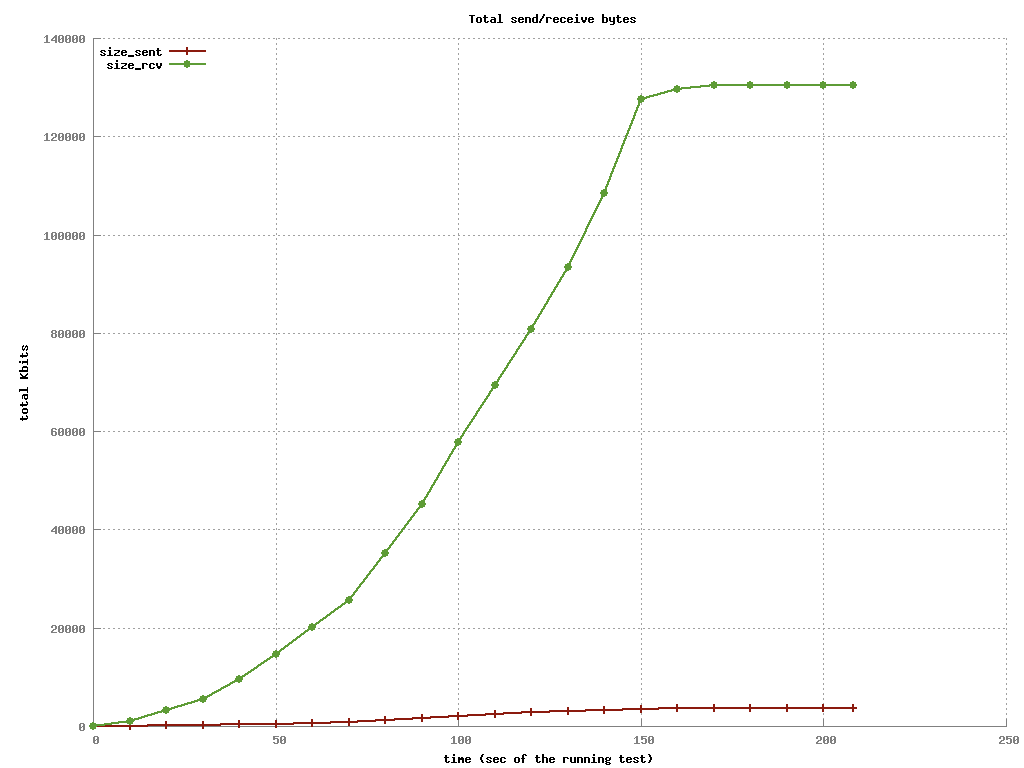 Total send/receive bytes
140000
size_sent
size_rcv
120000
100000
80000
total Kbits
60000
40000
20000
0
0 50 100 150 200 250
time (sec of the running test)